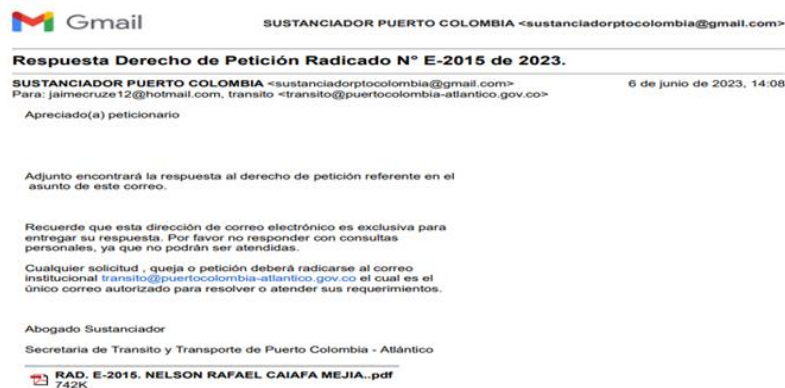 Gmail
SUSTANCIADOR PUERTO COLOMBIA <sustanciadorptocolombia@gmail.com>
Respuesta Derecho de Petición Radicado N° E-2015 de 2023.
SUSTANCIADOR PUERTO COLOMBIA <sustanciadorptocolombia@gmail.com> 6 de junio de 2023, 14:08
Para: jaimecruze12@hotmail.com, transito <transito@puertocolombia-atlantico.gov.co>
Apreciado(a) peticionario
Adjunto encontrará la respuesta al derecho de petición referente en el
asunto de este correo.
Recuerde que esta dirección de correo electrónico es exclusiva para
entregar su respuesta. Por favor no responder con consultas
personales, ya que no podrán ser atendidas.
Cualquier solicitud , queja o petición deberá radicarse al correo
institucional transito@puertocolombia-atlantico.gov.co el cual es el
único correo autorizado para resolver o atender sus requerimientos.
Abogado Sustanciador
Secretaria de Transito y Transporte de Puerto Colombia - Atlántico
RAD. E-2015. NELSON RAFAEL CAIAFA MEJIA..pdf
742K